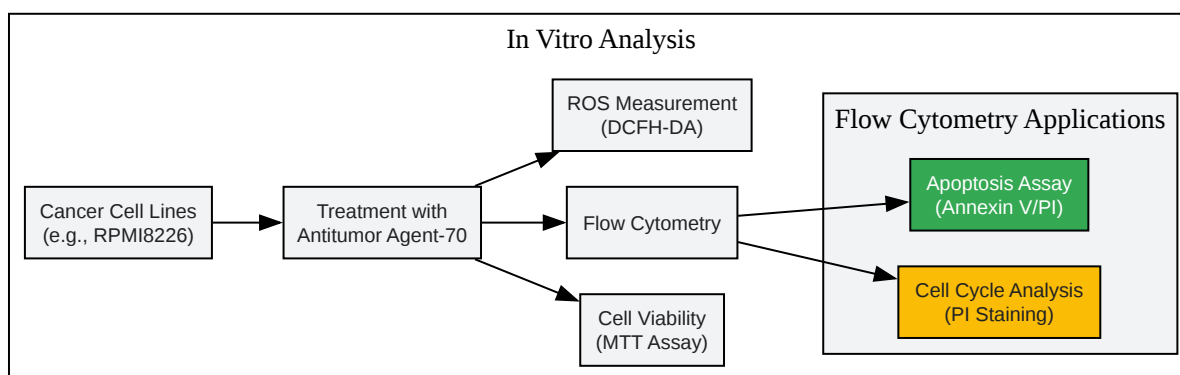 In Vitro Analysis
Cancer Cell Lines
(e.g., RPMI8226)
Treatment with
Antitumor Agent-70
ROS Measurement
(DCFH-DA)
Flow Cytometry
Cell Viability
(MTT Assay)
Flow Cytometry Applications
Apoptosis Assay
(Annexin V/PI)
Cell Cycle Analysis
(PI Staining)